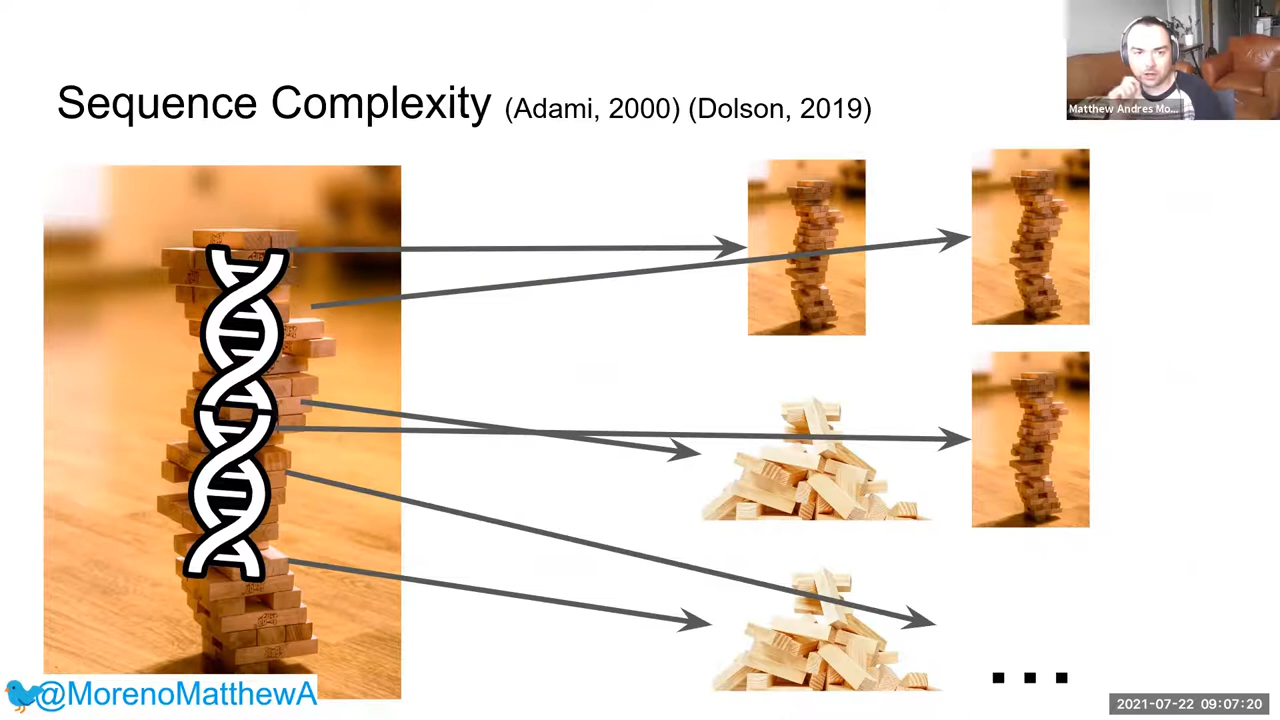 Sequence Complexity (Adami, 2000) (Dolson, 2019)
Matthew Andres Mo...
@MorenoMatthewA
2021-07-22 09:07:20